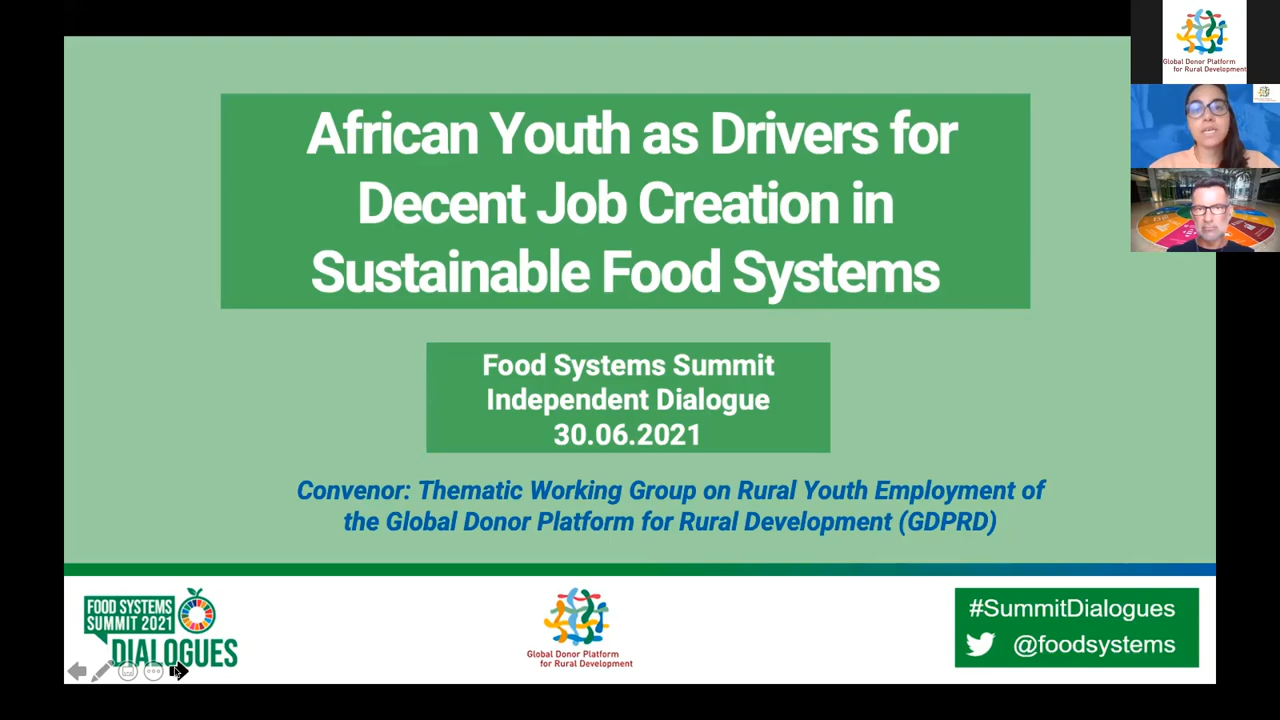 African Youth as Drivers for
Decent Job Creation in
Sustainable Food Systems
Food Systems Summit
Independent Dialogue
30.06.2021
Convenor: Thematic Working Group on Rural Youth Employment of
the Global Donor Platform for Rural Development (GDPRD)
FOOD SYSTEMS
SUMMIT 2021
DIALOGUES
Global Donor Platform
for Rural Development
#SummitDialogues
@foodsystems
Global Donor Platform
for Rural Development